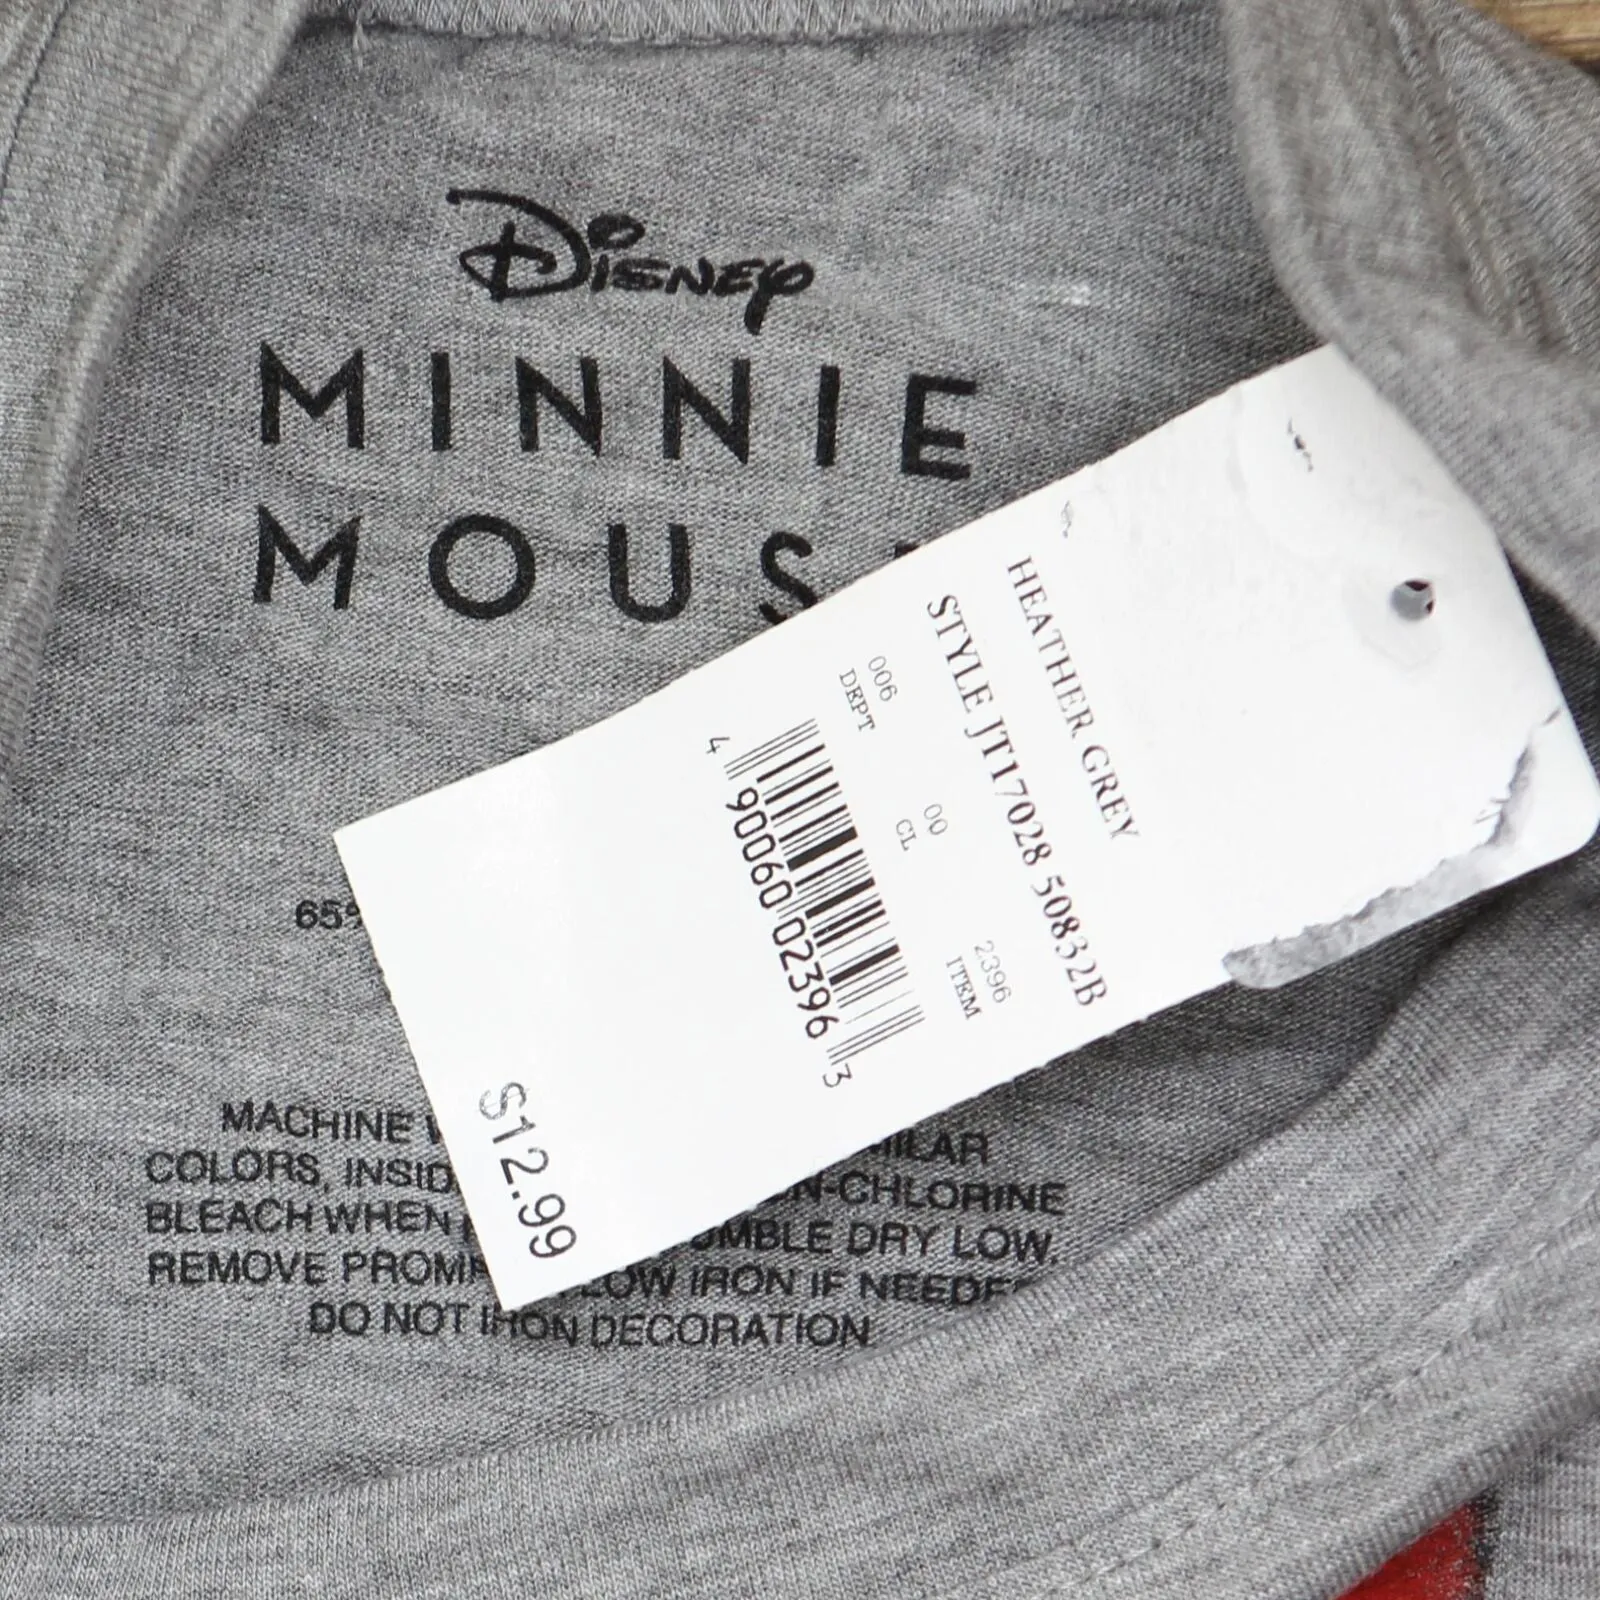 Disney
MINNIE
MOUS
HEATHER GREY
STYLE JT17028 50832B
006 00 2396
DEPT CL ITEM
4 90060 02396 3
$12.99
65%
MACHINE
COLORS, INSID N-CHLORINE
BLEACH WHEN UMBLE DRY LOW.
REMOVE PROMP LOW IRON IF NEEDE
DO NOT IRON DECORATION